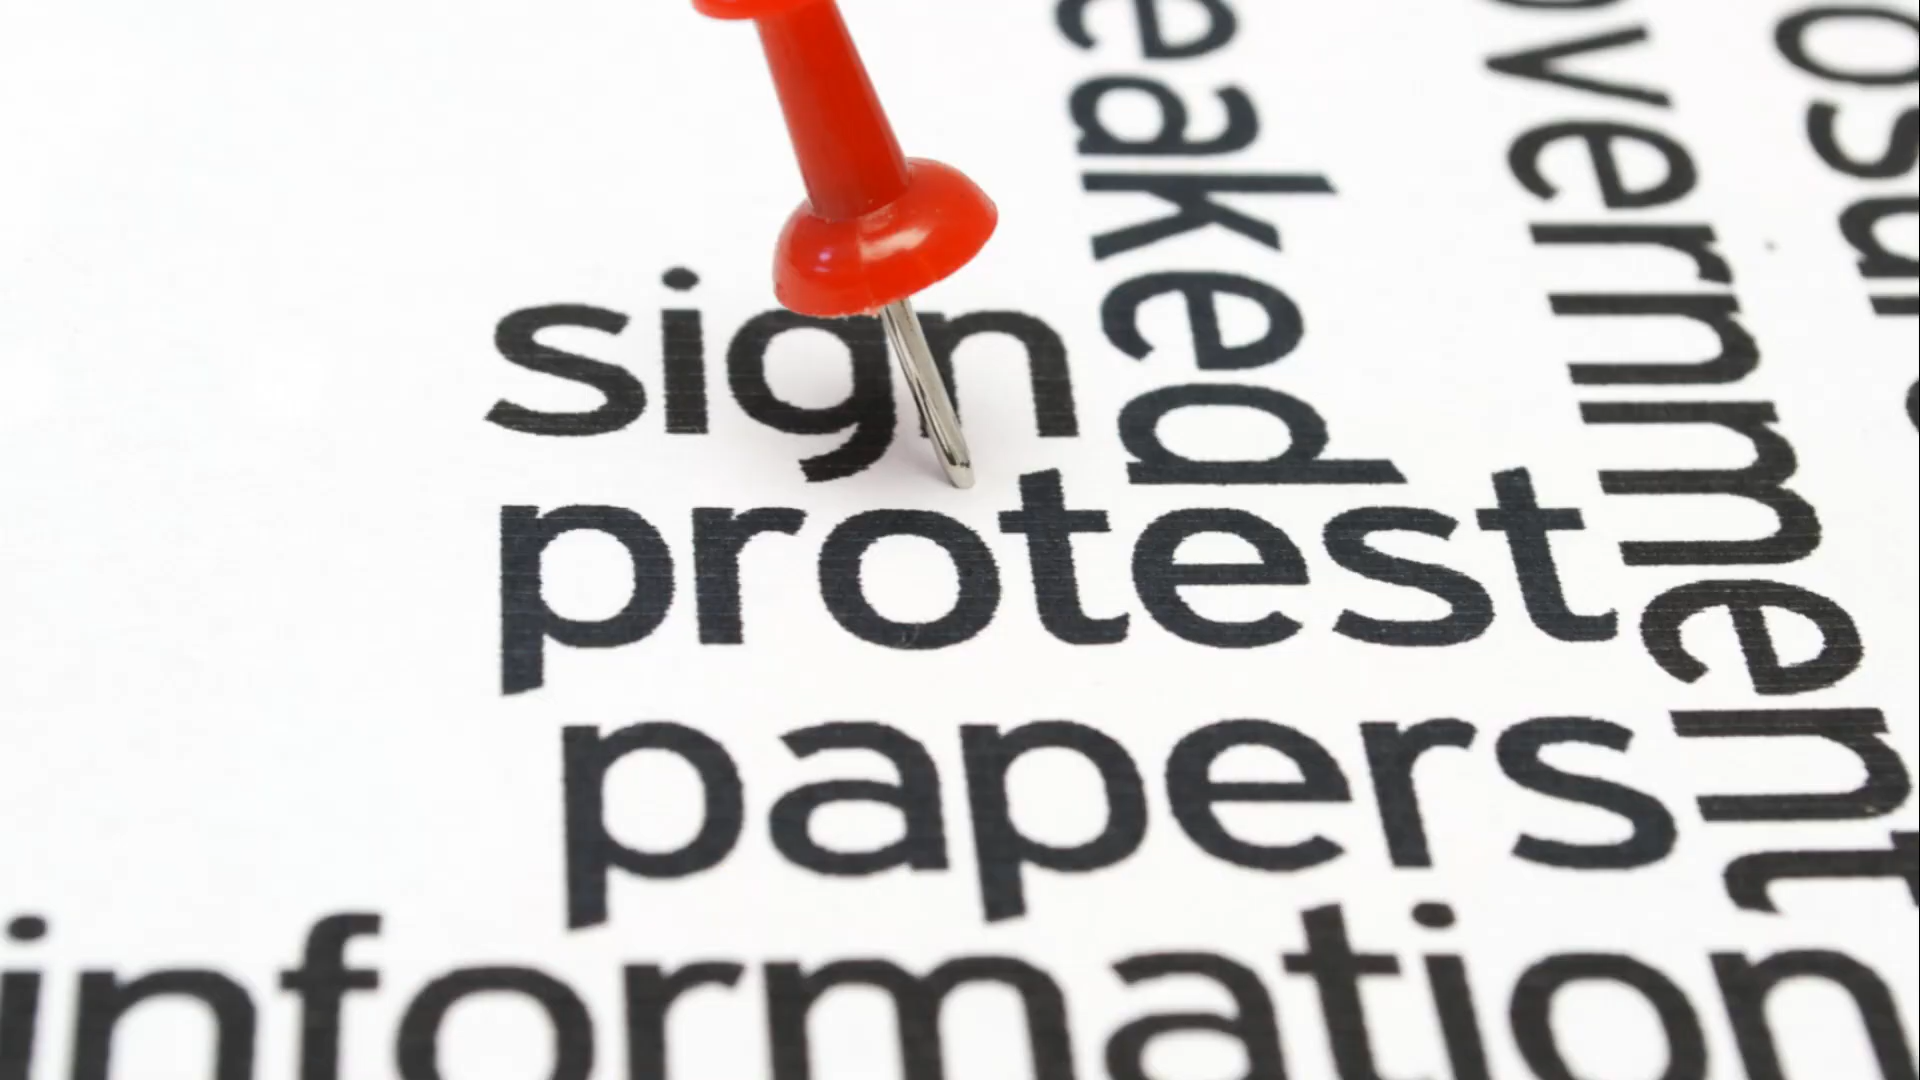 sign
protest
papers
information
eaked
overnment